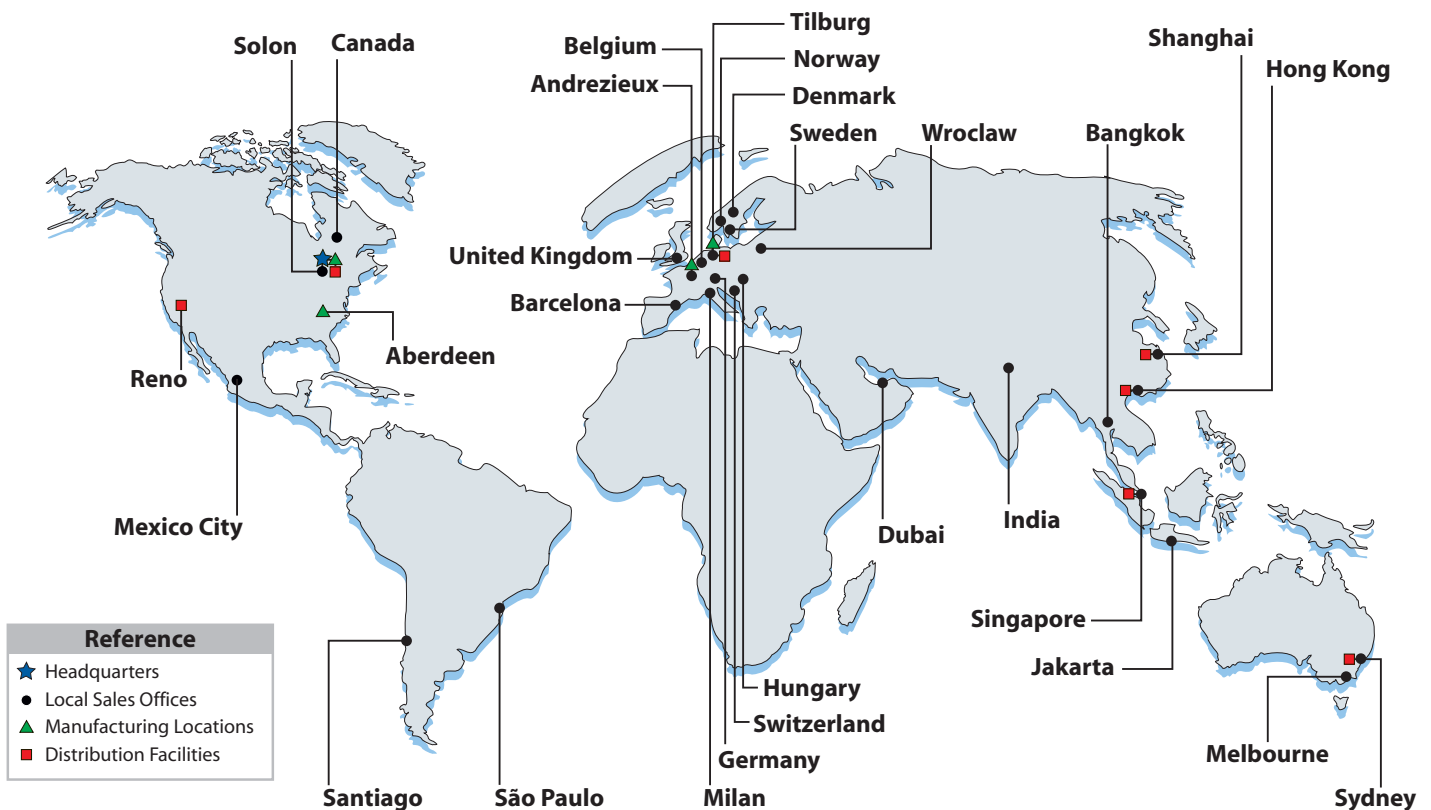 Tilburg
Shanghai
Solon
Canada
Belgium
Norway
Hong Kong
Andrezieux
Denmark
Sweden
Wroclaw
Bangkok
United Kingdom
Barcelona
Aberdeen
Reno
Mexico City
Dubai
India
Singapore
Jakarta
Hungary
Switzerland
Germany
Melbourne
Santiago
São Paulo
Milan
Sydney
Reference
Headquarters
Local Sales Offices
Manufacturing Locations
Distribution Facilities